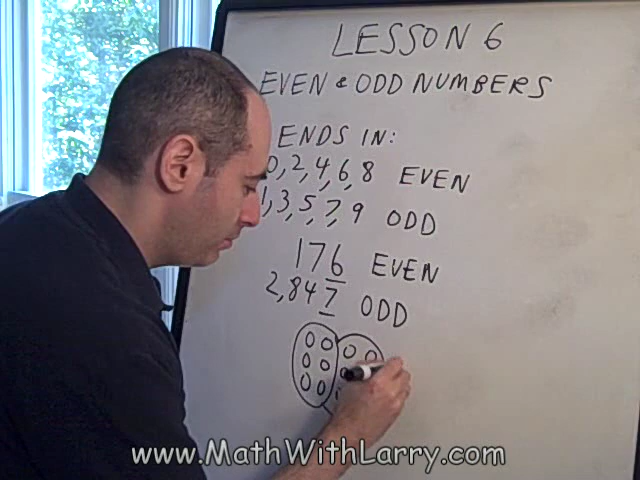 LESSON 6
EVEN & ODD NUMBERS
ENDS IN:
0, 2, 4, 6, 8 EVEN
1, 3, 5, 7, 9 ODD
176 EVEN
2,847 ODD
www.MathWithLarry.com